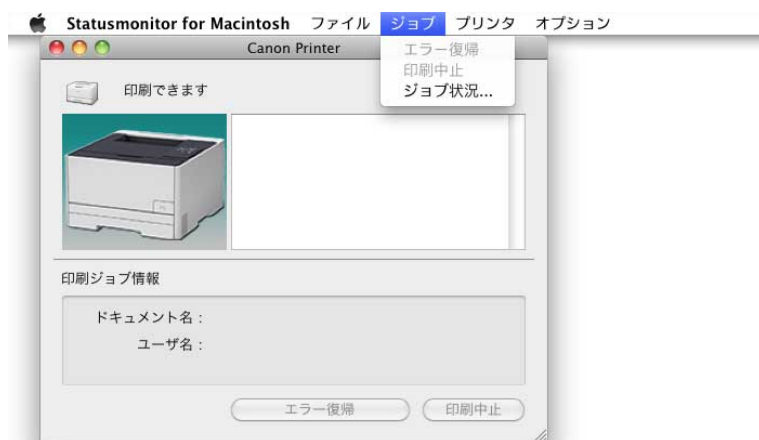 Statusmonitor for Macintosh ファイル ジョブ プリンタ オプション
Canon Printer
エラー復帰
印刷中止
ジョブ状況...
印刷できます
印刷ジョブ情報
ドキュメント名 :
ユーザ名 :
エラー復帰 印刷中止